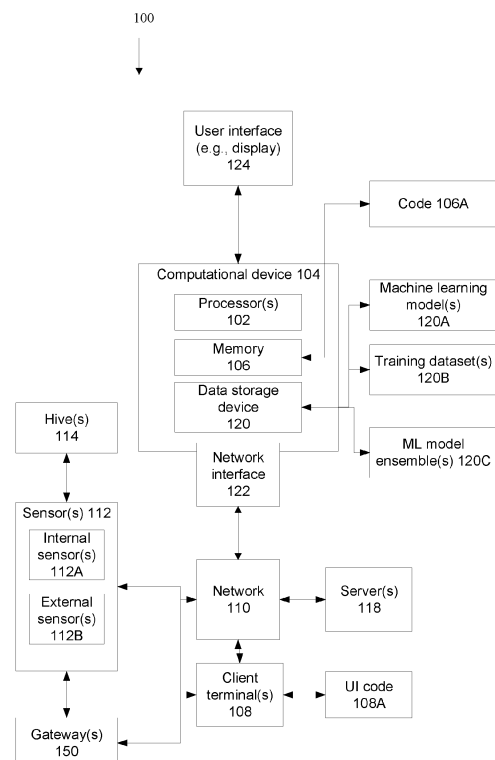 100
User interface
(e.g., display)
124
Code 106A
Computational device 104
Processor(s)
102
Memory
106
Data storage
device
120
Machine learning
model(s)
120A
Training dataset(s)
120B
ML model
ensemble(s) 120C
Network
interface
122
Hive(s)
114
Sensor(s) 112
Internal
sensor(s)
112A
External
sensor(s)
112B
Network
110
Server(s)
118
Client
terminal(s)
108
UI code
108A
Gateway(s)
150